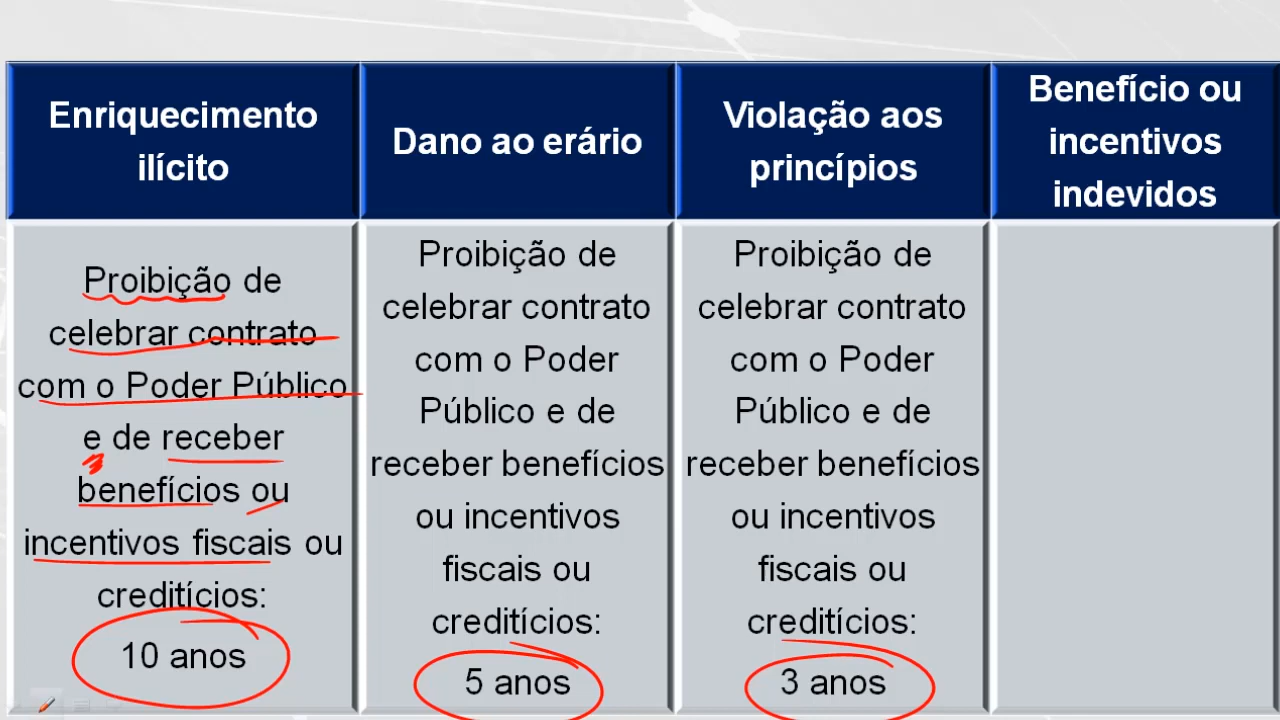 Enriquecimento
ilícito
Dano ao erário
Violação aos
princípios
Benefício ou
incentivos
indevidos
Proibição de
celebrar contrato
com o Poder Público
e de receber
benefícios ou
incentivos fiscais ou
creditícios:
10 anos
Proibição de
celebrar contrato
com o Poder
Público e de
receber benefícios
ou incentivos
fiscais ou
creditícios:
5 anos
Proibição de
celebrar contrato
com o Poder
Público e de
receber benefícios
ou incentivos
fiscais ou
creditícios:
3 anos